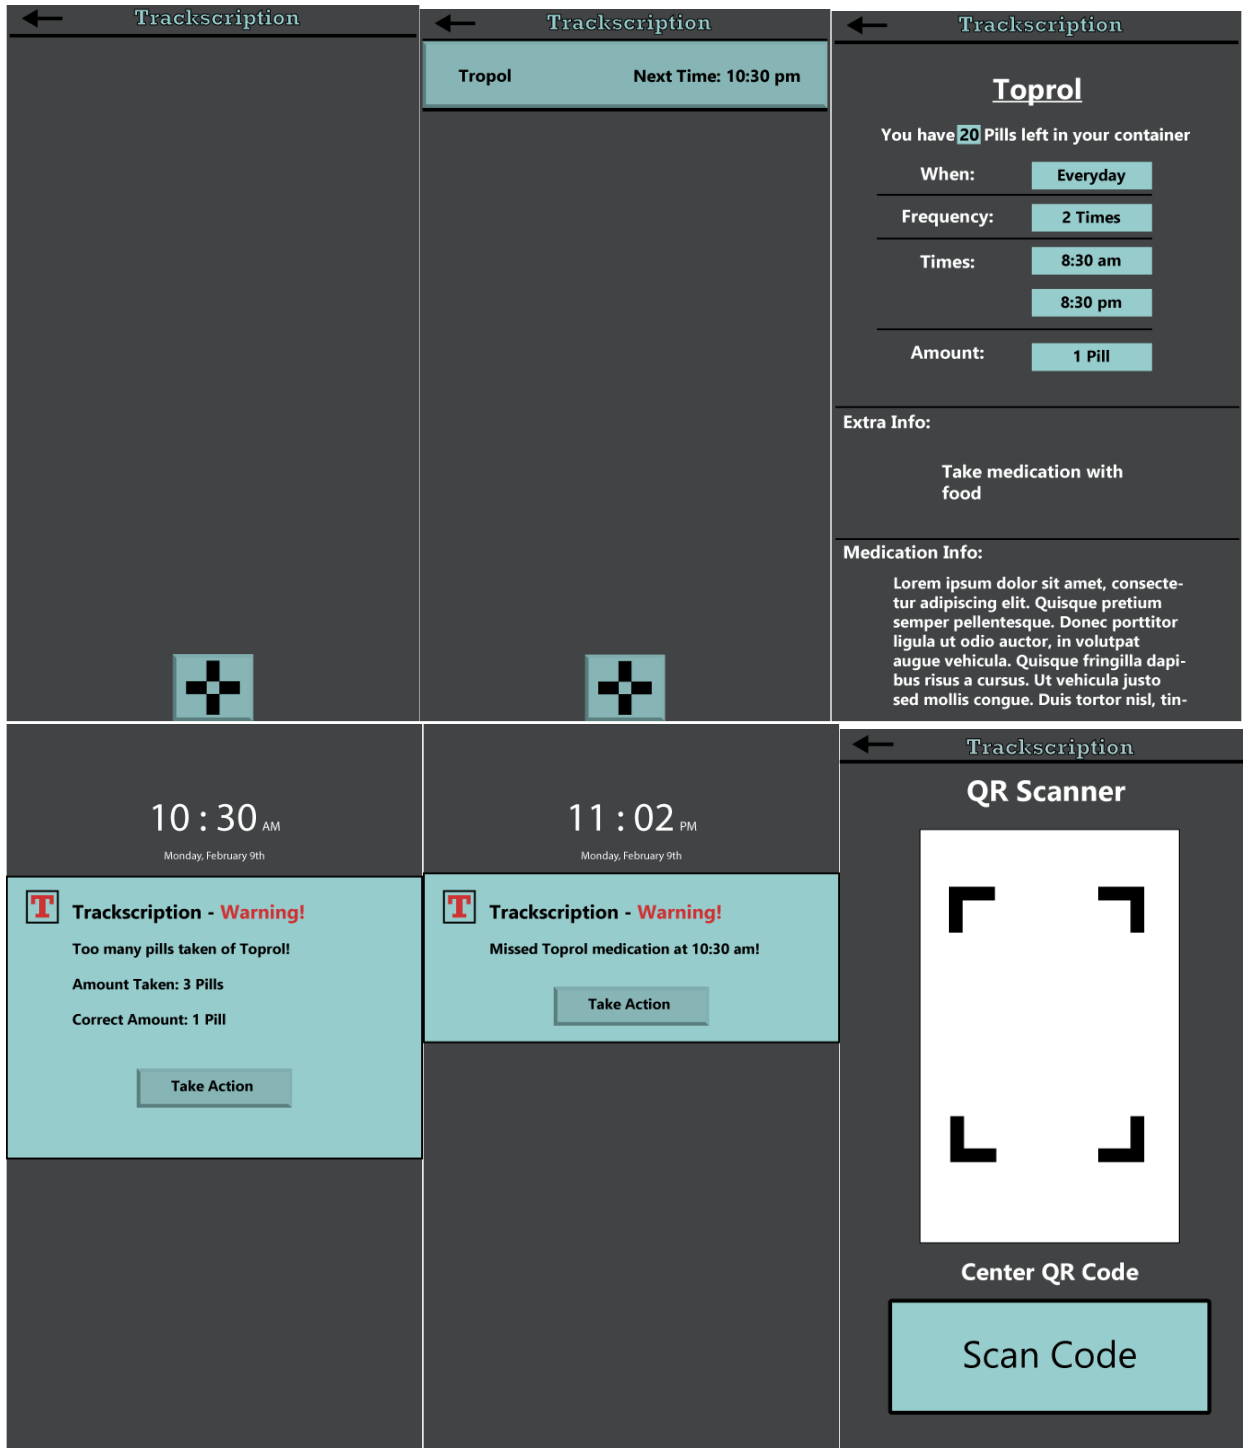 Trackscription
Trackscription
Tropol
Next Time: 10:30 pm
Trackscription
Toprol
You have 20 Pills left in your container
When: Everyday
Frequency: 2 Times
Times: 8:30 am
8:30 pm
Amount: 1 Pill
Extra Info:
Take medication with
food
Medication Info:
Lorem ipsum dolor sit amet, consecte-
tur adipiscing elit. Quisque pretium
semper pellentesque. Donec porttitor
ligula ut odio auctor, in volutpat
augue vehicula. Quisque fringilla dapi-
bus risus a cursus. Ut vehicula justo
sed mollis congue. Duis tortor nisl, tin-
10 : 30 AM
Monday, February 9th
T
Trackscription - Warning!
Too many pills taken of Toprol!
Amount Taken: 3 Pills
Correct Amount: 1 Pill
Take Action
11 : 02 PM
Monday, February 9th
T
Trackscription - Warning!
Missed Toprol medication at 10:30 am!
Take Action
Trackscription
QR Scanner
Center QR Code
Scan Code